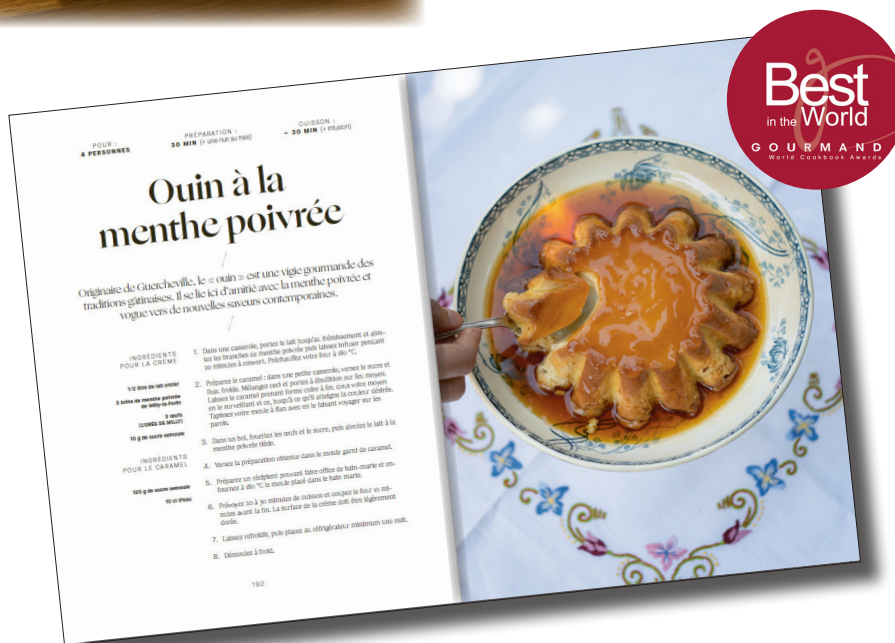 POUR :
4 PERSONNES
PRÉPARATION :
30 MIN (+ une nuit au frais)
CUISSON :
~ 30 MIN (+ infusion)
Ouin à la
menthe poivrée
Originaire de Guercheville, le « ouin » est une vigie gourmande des
traditions gâtinaises. Il se lie ici d'amitié avec la menthe poivrée et
vogue vers de nouvelles saveurs contemporaines.
INGRÉDIENTS
POUR LA CRÈME
1/2 litre de lait entier
3 brins de menthe poivrée
de Milly-la-Forêt
3 œufs
(L'ORÉE DE MILLY)
10 g de sucre semoule
INGRÉDIENTS
POUR LE CARAMEL
125 g de sucre semoule
10 cl d'eau
1. Dans une casserole, portez le lait jusqu'au frémissement et ajou-
tez les branches de menthe poivrée puis laissez infuser pendant
20 minutes à couvert. Préchauffez votre four à 180 °C.
2. Préparez le caramel : dans une petite casserole, versez le sucre et
l'eau froide. Mélangez ceci et portez à ébullition sur feu moyen.
Laissez le caramel prenant forme cuire à feu doux voire moyen
en le surveillant et ce, jusqu'à ce qu'il atteigne la couleur désirée.
Tapissez votre moule à flan avec en le faisant voyager sur les
parois.
3. Dans un bol, fouettez les œufs et le sucre, puis ajoutez le lait à la
menthe poivrée tiède.
4. Versez la préparation obtenue dans le moule garni de caramel.
5. Préparez un récipient pouvant faire office de bain-marie et en-
fournez à 180 °C le moule placé dans le bain marie.
6. Prévoyez 20 à 30 minutes de cuisson et coupez le four 10 mi-
nutes avant la fin. La surface de la crème doit être légèrement
dorée.
7. Laissez refroidir, puis placez au réfrigérateur minimum une nuit.
8. Démoulez à froid.
192
Best
in the World
GOURMAND
World Cookbook Awards